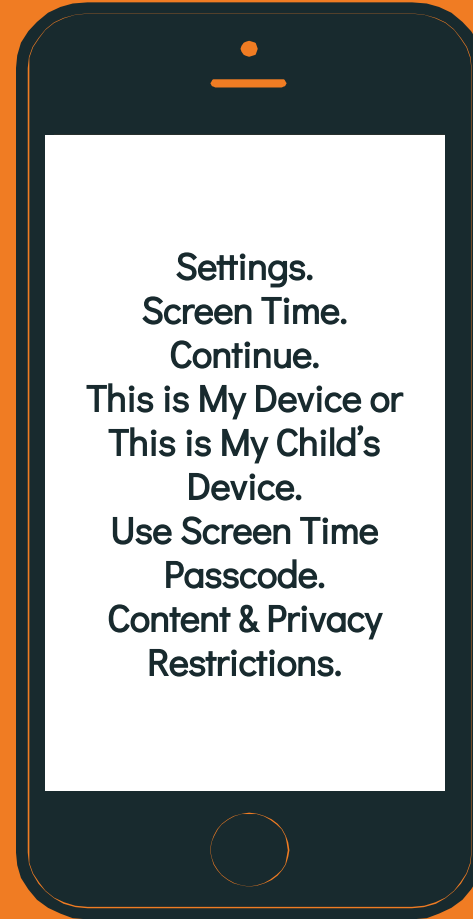 Settings.
Screen Time.
Continue.
This is My Device or
This is My Child’s
Device.
Use Screen Time
Passcode.
Content & Privacy
Restrictions.